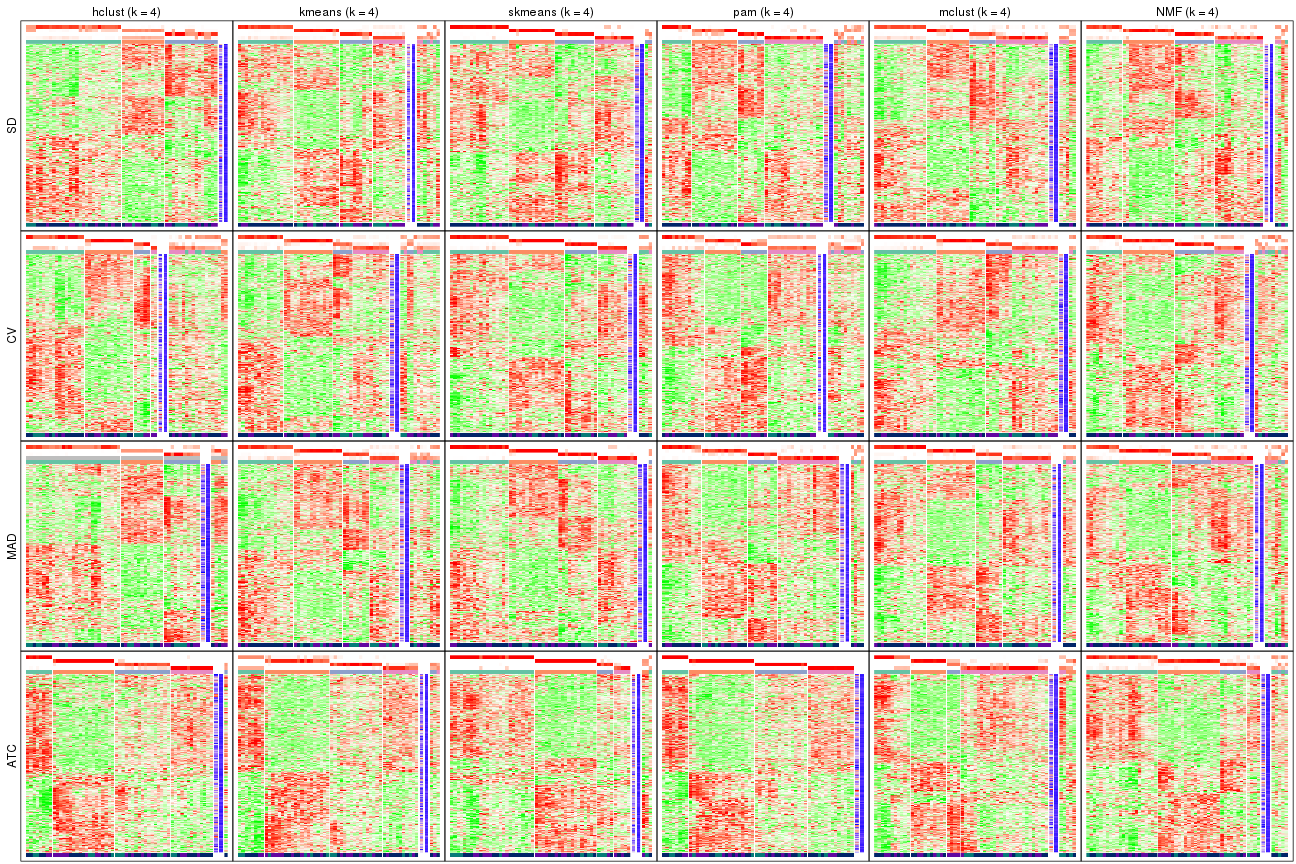 hclust (k = 4) kmeans (k = 4) skmeans (k = 4) pam (k = 4) mclust (k = 4) NMF (k = 4)
SD
CV
MAD
ATC